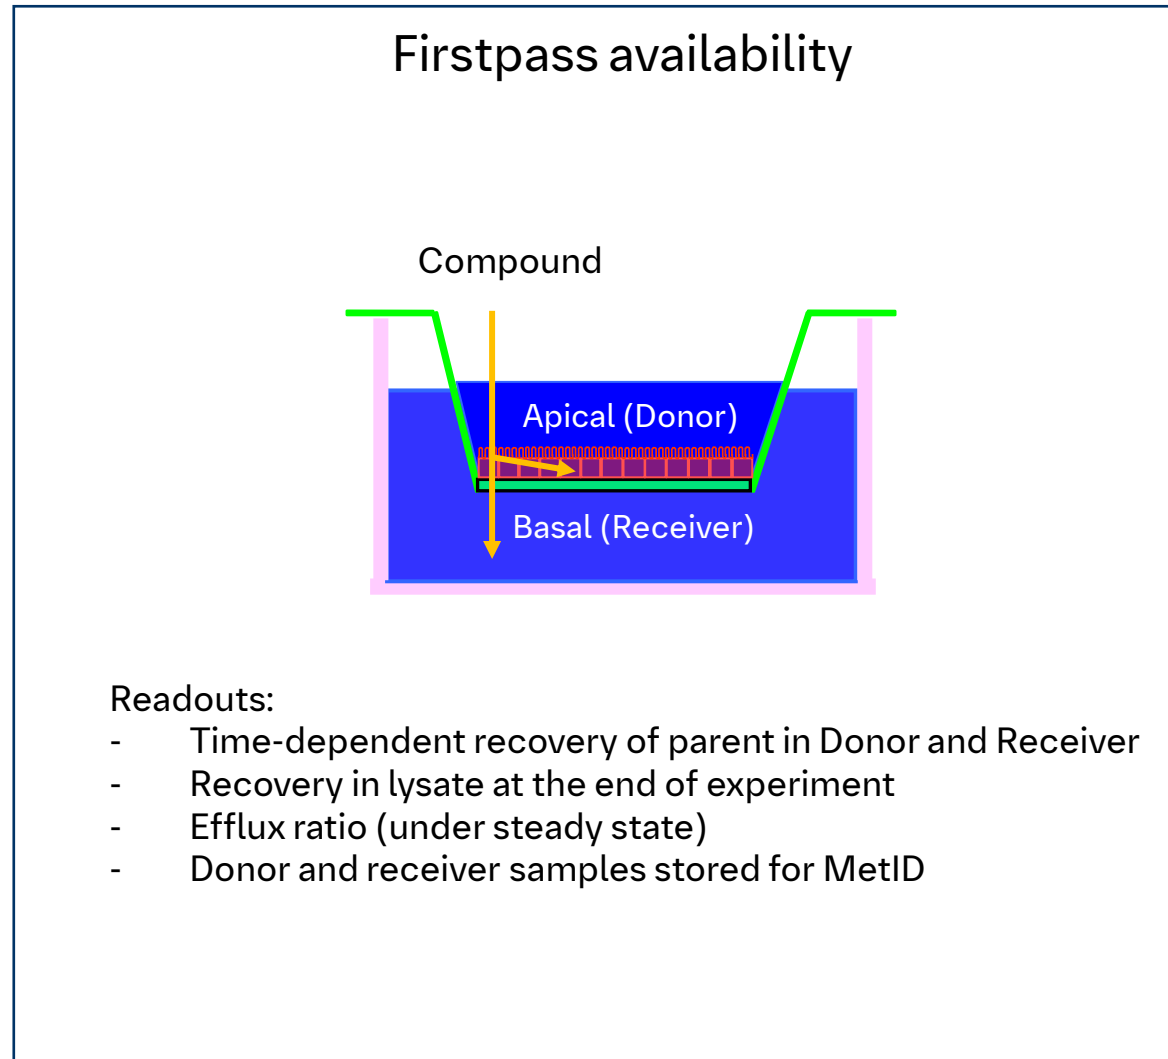 Firstpass availability
Compound
Apical (Donor)
Basal (Receiver)
Readouts:
- Time-dependent recovery of parent in Donor and Receiver
- Recovery in lysate at the end of experiment
- Efflux ratio (under steady state)
- Donor and receiver samples stored for MetID